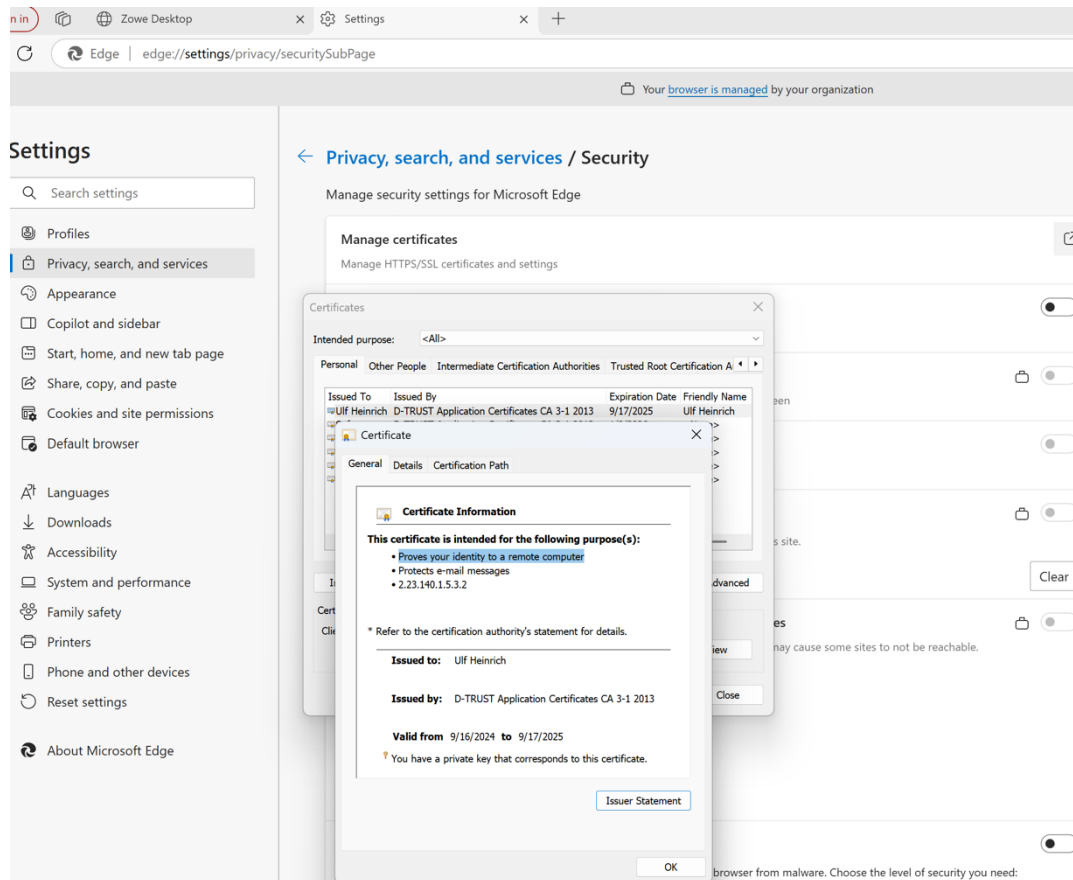 n in
Zowe Desktop
Settings
Edge | edge://settings/privacy/securitySubPage
Your browser is managed by your organization
Settings
Search settings
Profiles
Privacy, search, and services
Appearance
Copilot and sidebar
Start, home, and new tab page
Share, copy, and paste
Cookies and site permissions
Default browser
Languages
Downloads
Accessibility
System and performance
Family safety
Printers
Phone and other devices
Reset settings
About Microsoft Edge
Privacy, search, and services / Security
Manage security settings for Microsoft Edge
Manage certificates
Manage HTTPS/SSL certificates and settings
Certificates
Intended purpose: <All>
Personal Other People Intermediate Certification Authorities Trusted Root Certification A
Issued To Issued By Expiration Date Friendly Name
Ulf Heinrich D-TRUST Application Certificates CA 3-1 2013 9/17/2025 Ulf Heinrich
Certificate
General Details Certification Path
Certificate Information
This certificate is intended for the following purpose(s):
• Proves your identity to a remote computer
• Protects e-mail messages
• 2.23.140.1.5.3.2
* Refer to the certification authority's statement for details.
Issued to: Ulf Heinrich
Issued by: D-TRUST Application Certificates CA 3-1 2013
Valid from 9/16/2024 to 9/17/2025
You have a private key that corresponds to this certificate.
Issuer Statement
OK
dvanced
Cert
Clie
iew
Close
een
s site.
Clear
es
may cause some sites to not be reachable.
browser from malware. Choose the level of security you need: